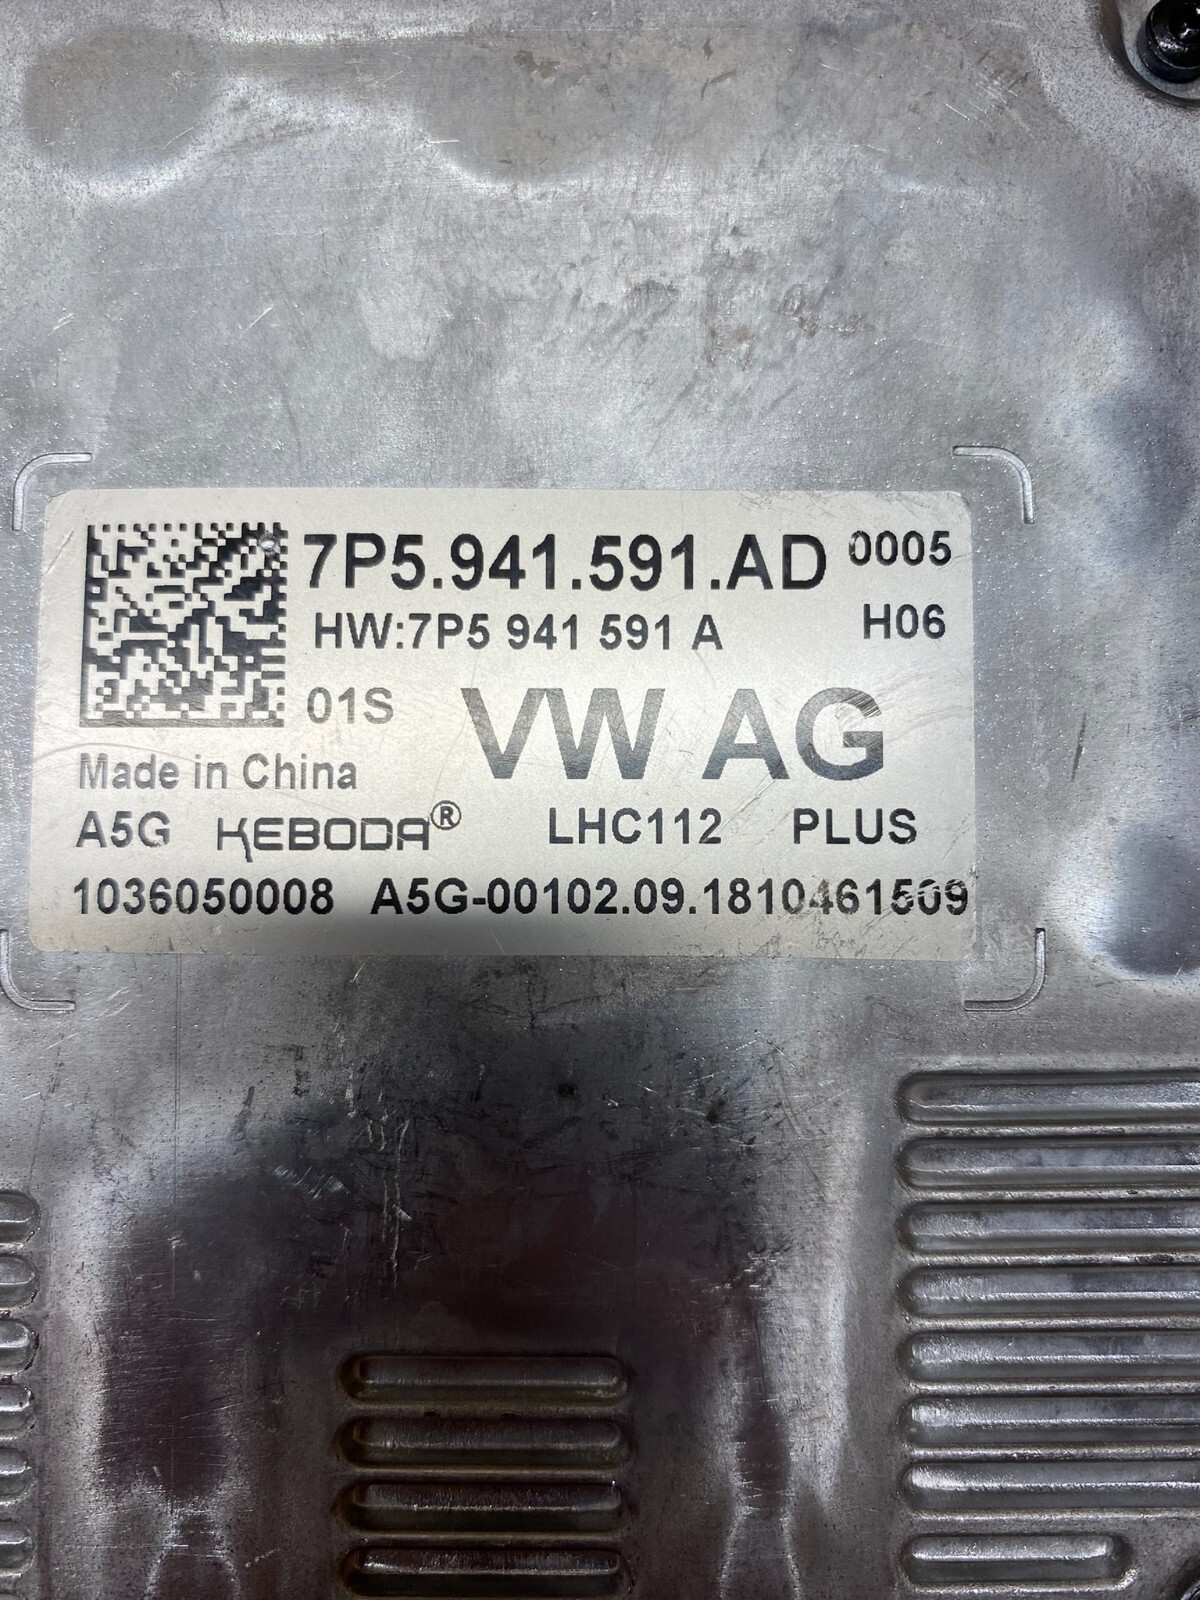 7P5.941.591.AD 0005
HW:7P5 941 591 A H06
01S VW AG
Made in China
A5G KEBODA® LHC112 PLUS
1036050008 A5G-00102.09.1810461509